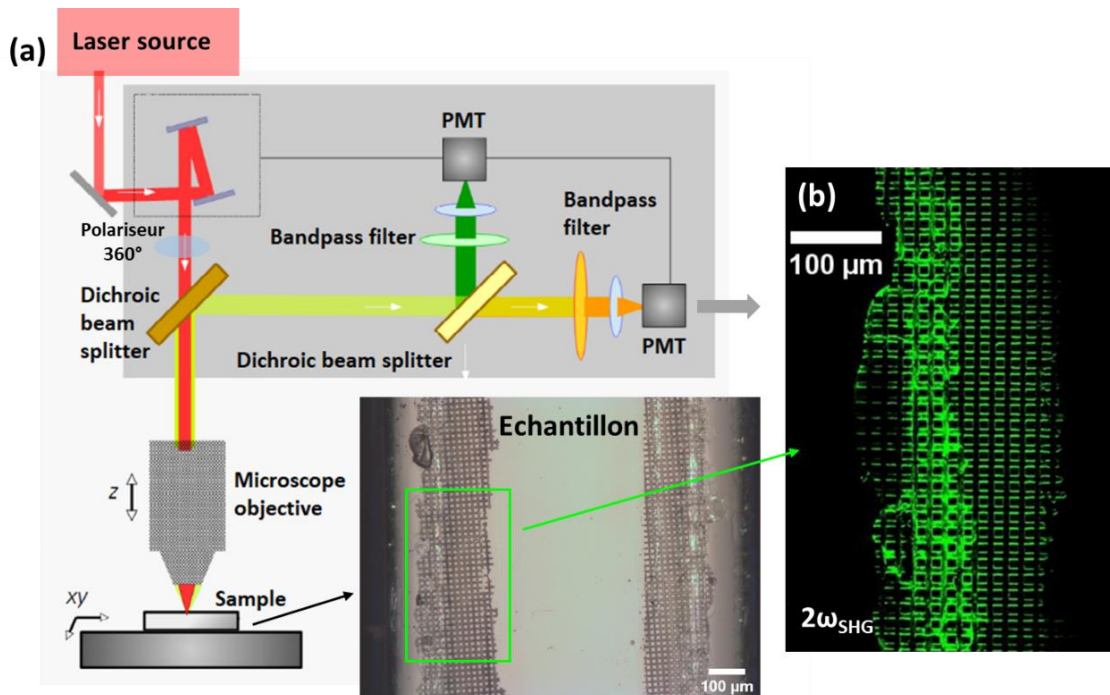 (a)
Laser source
PMT
Bandpass
filter
Polariseur
360°
Bandpass filter
Dichroic
beam
splitter
PMT
Dichroic beam splitter
z
Microscope
objective
xy
Sample
Echantillon
100 µm
(b)
100 µm
2ωSHG